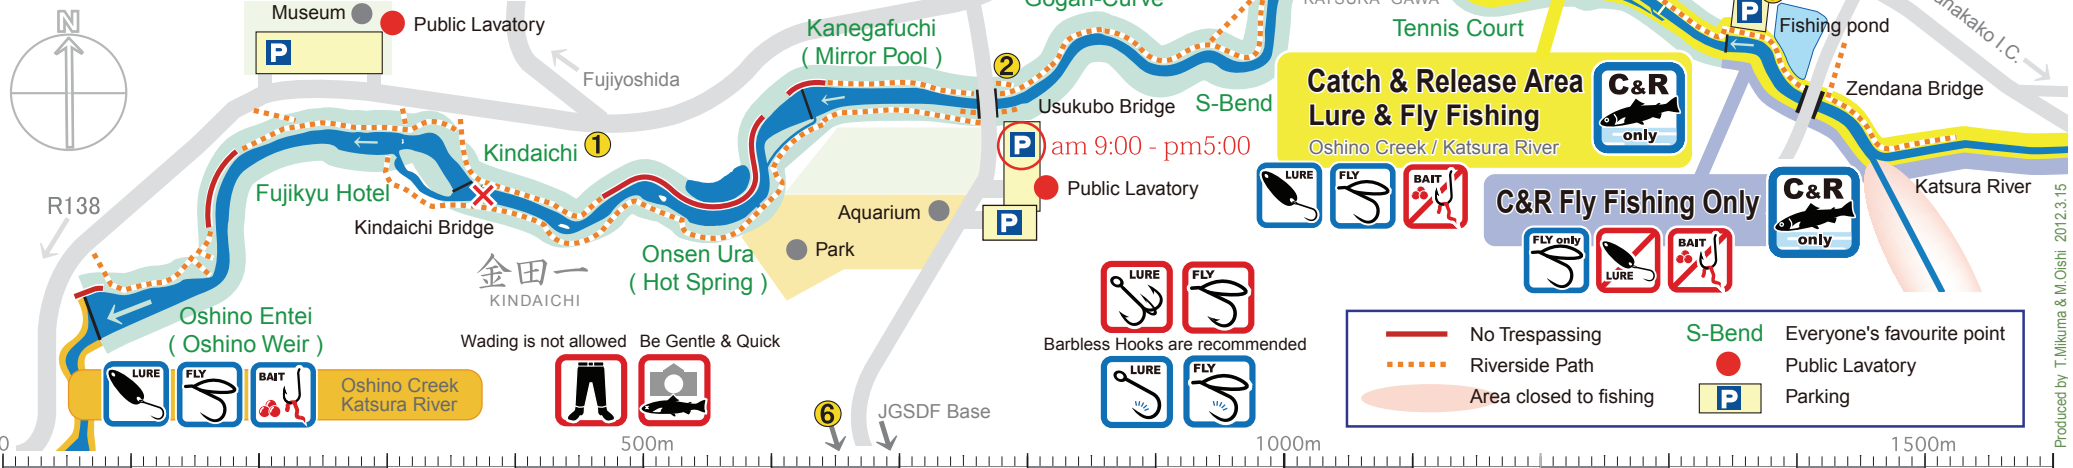 N
Museum
Public Lavatory
P
Fujiyoshida
R138
Kanegafuchi
( Mirror Pool )
Gogan-Curve
KATSURA GAWA
Tennis Court
P
Fishing pond
Zendana Bridge
Katsura River
2
Usukubo Bridge
S-Bend
P
am 9:00 - pm5:00
Public Lavatory
P
Aquarium
Park
1
Kindaichi
Fujikyu Hotel
Kindaichi Bridge
金田一
KINDAICHI
Onsen Ura
( Hot Spring )
Oshino Entei
( Oshino Weir )
LURE
FLY
BAIT
Oshino Creek
Katsura River
Wading is not allowed
Be Gentle & Quick
6
JGSDF Base
LURE
FLY
Barbless Hooks are recommended
LURE
FLY
Catch & Release Area
Lure & Fly Fishing
Oshino Creek / Katsura River
C&R
only
LURE
FLY
BAIT
C&R Fly Fishing Only
C&R
only
FLY only
LURE
BAIT
No Trespassing
Riverside Path
Area closed to fishing
S-Bend
Everyone's favourite point
Public Lavatory
P
Parking
Produced by T.Mikuma & M.Oishi 2012.3.15
0
500m
1000m
1500m